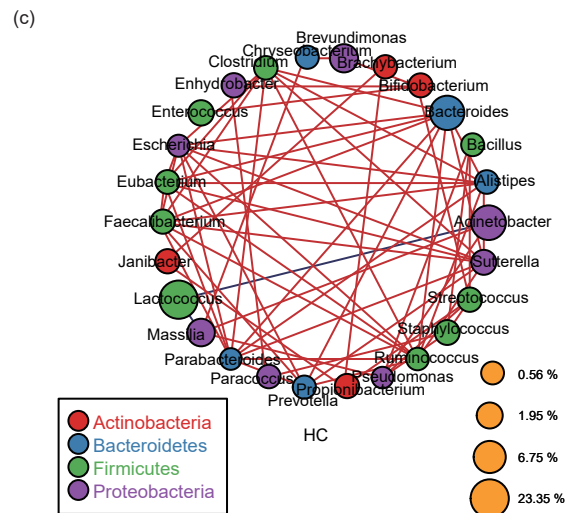 (c)
Brevundimonas
Chryseobacterium
Clostridium
Brachybacterium
Enhydrobacter
Bifidobacterium
Enterococcus
Bacteroides
Escherichia
Bacillus
Eubacterium
Alistipes
Faecalibacterium
Acinetobacter
Janibacter
Sutterella
Lactococcus
Streptococcus
Massilia
Staphylococcus
Parabacteroides
Ruminococcus
Paracoccus
Pseudomonas
Prevotella
Propionibacterium
HC
Actinobacteria
Bacteroidetes
Firmicutes
Proteobacteria
0.56 %
1.95 %
6.75 %
23.35 %